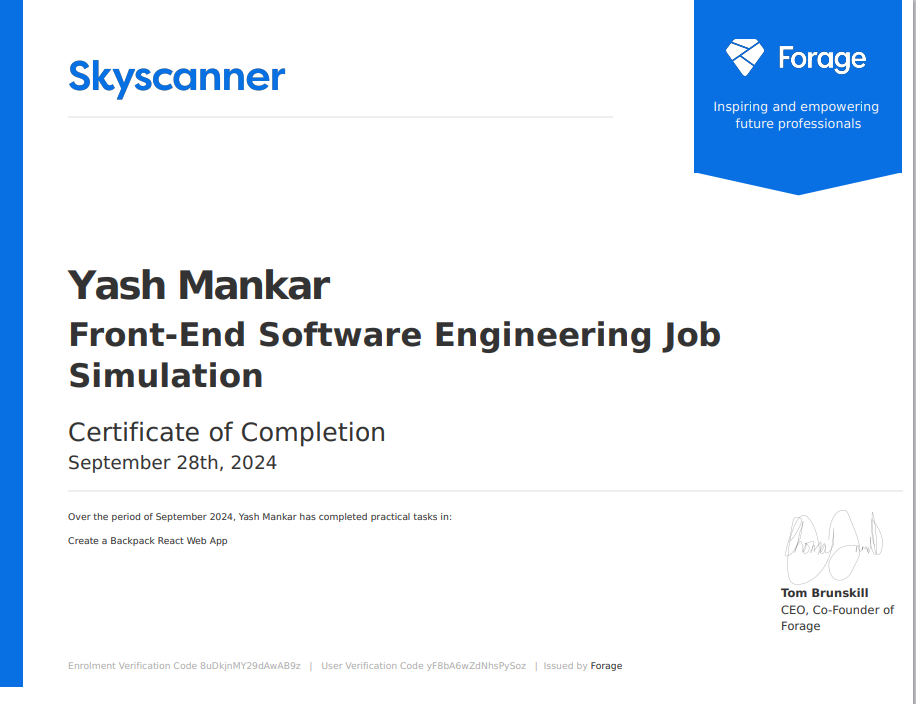 Skyscanner
Forage
Inspiring and empowering
future professionals
Yash Mankar
Front-End Software Engineering Job
Simulation
Certificate of Completion
September 28th, 2024
Over the period of September 2024, Yash Mankar has completed practical tasks in:
Create a Backpack React Web App
Tom Brunskill
CEO, Co-Founder of
Forage
Enrolment Verification Code 8uDkjnMY29dAwAB9z | User Verification Code yF8bA6wZdNhsPySoz | Issued by Forage